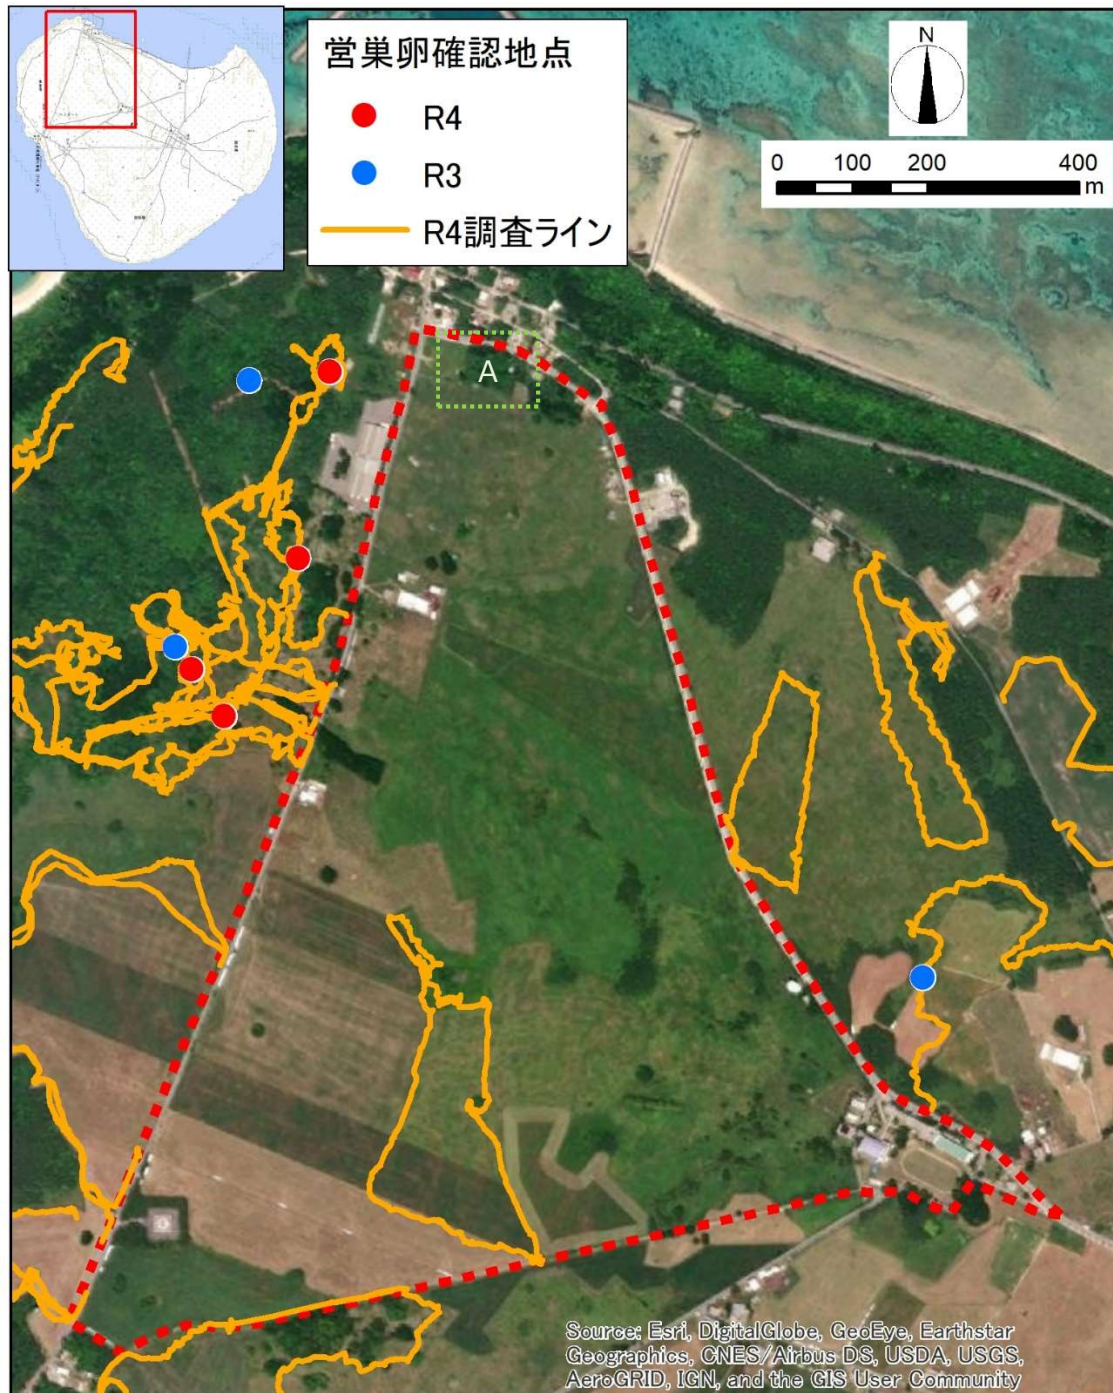 営巣卵確認地点
R4
R3
R4調査ライン
N
0 100 200 400
m
A
Source: Esri, DigitalGlobe, GeoEye, Earthstar
Geographics, CNES/Airbus DS, USDA, USGS,
AeroGRID, IGN, and the GIS User Community